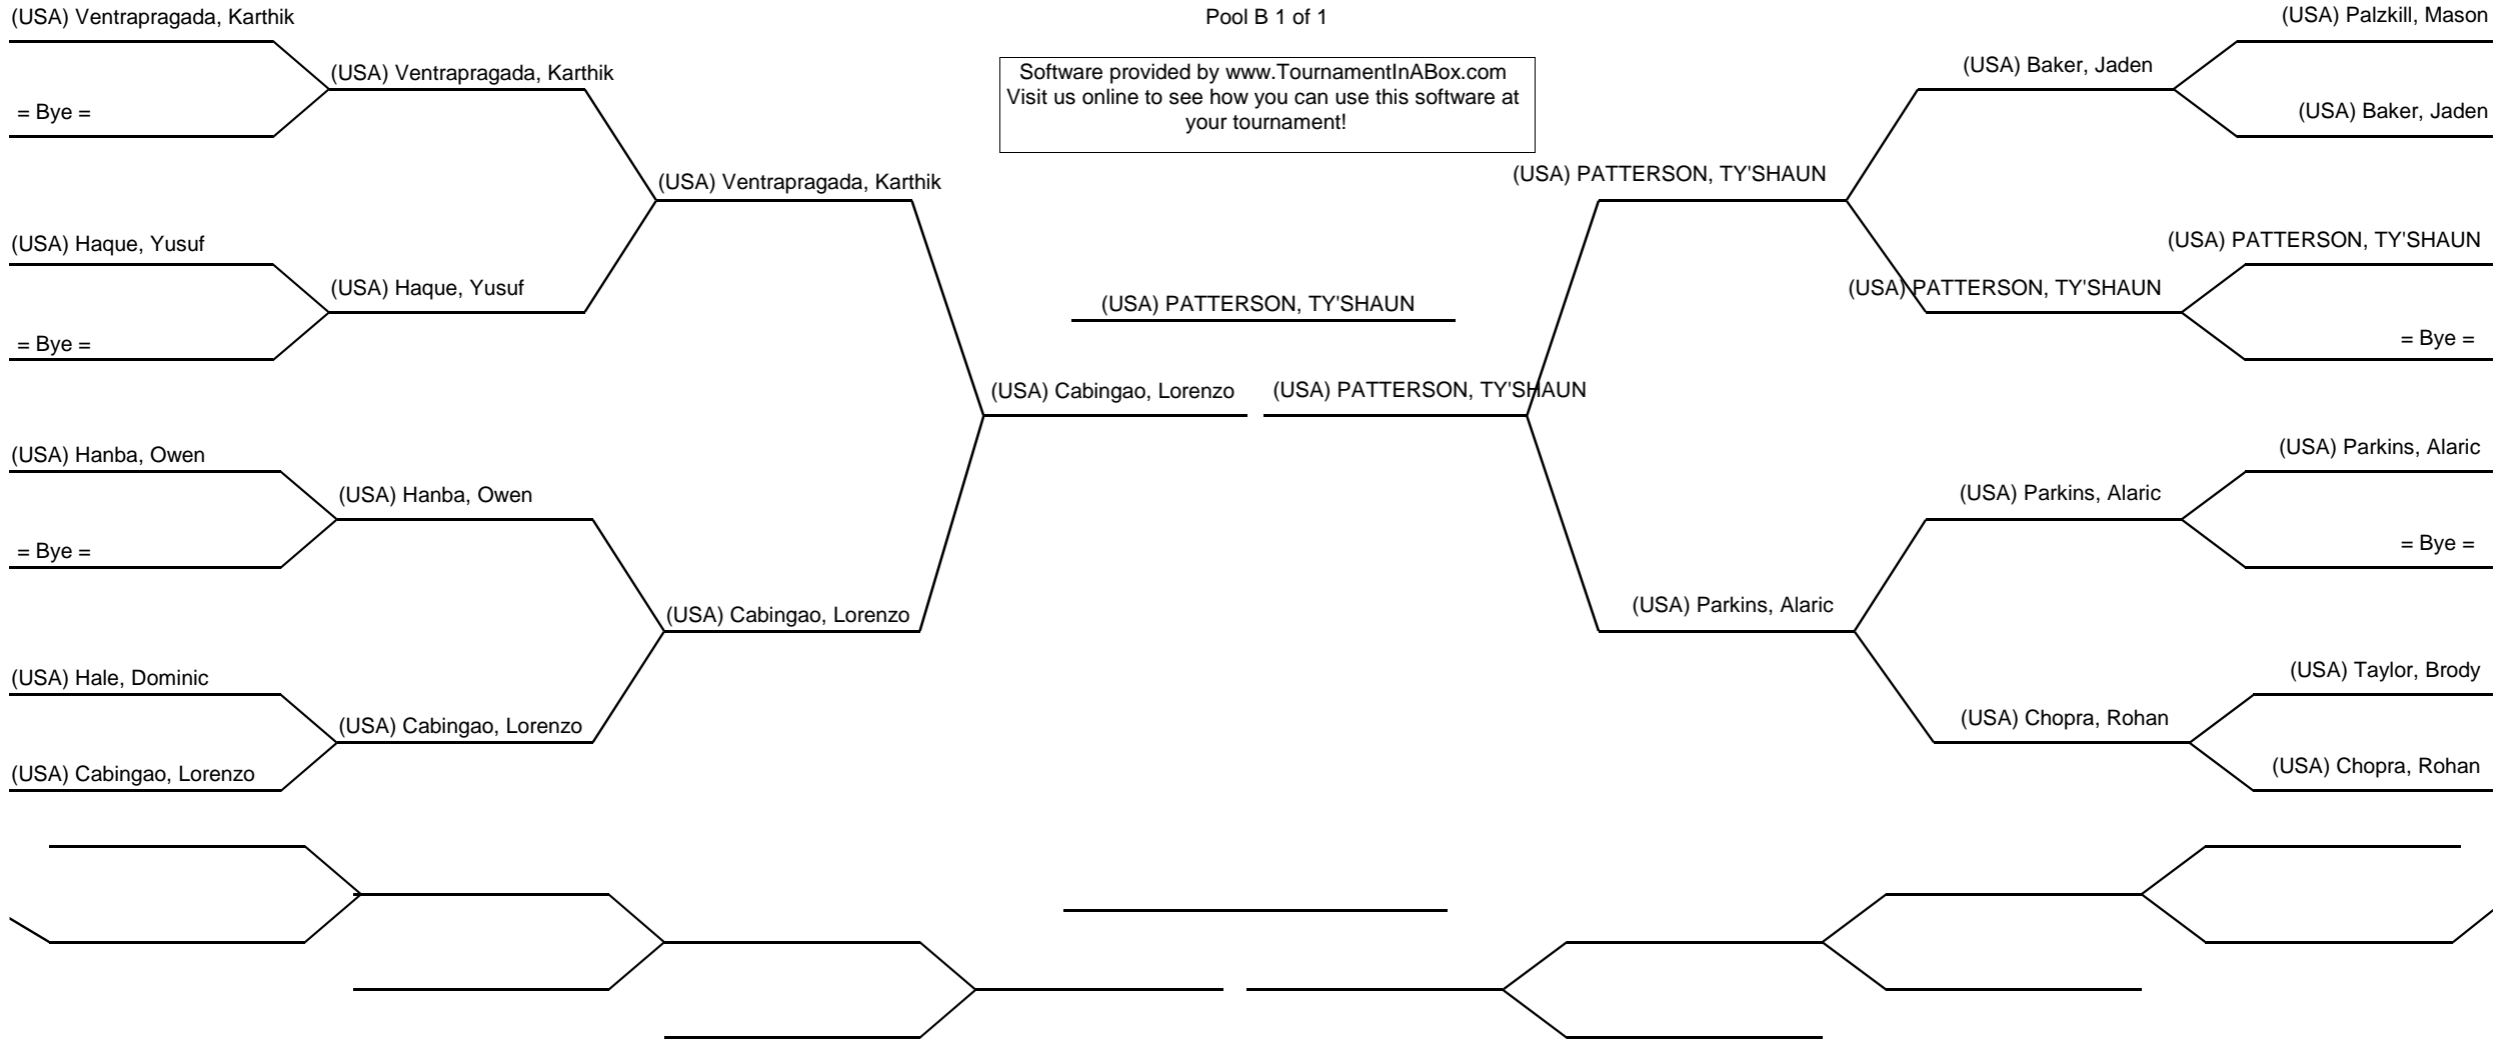 (USA) Ventrapragada, Karthik
= Bye =
(USA) Haque, Yusuf
= Bye =
(USA) Hanba, Owen
= Bye =
(USA) Hale, Dominic
(USA) Cabingao, Lorenzo
(USA) Ventrapragada, Karthik
(USA) Haque, Yusuf
(USA) Hanba, Owen
(USA) Cabingao, Lorenzo
(USA) Ventrapragada, Karthik
(USA) Cabingao, Lorenzo
Pool B 1 of 1
Software provided by www.TournamentInABox.com
Visit us online to see how you can use this software at
your tournament!
(USA) PATTERSON, TY'SHAUN
(USA) Cabingao, Lorenzo
(USA) PATTERSON, TY'SHAUN
(USA) PATTERSON, TY'SHAUN
(USA) Parkins, Alaric
(USA) Baker, Jaden
(USA) PATTERSON, TY'SHAUN
(USA) Parkins, Alaric
(USA) Chopra, Rohan
(USA) Palzkill, Mason
(USA) Baker, Jaden
(USA) PATTERSON, TY'SHAUN
= Bye =
(USA) Parkins, Alaric
= Bye =
(USA) Taylor, Brody
(USA) Chopra, Rohan